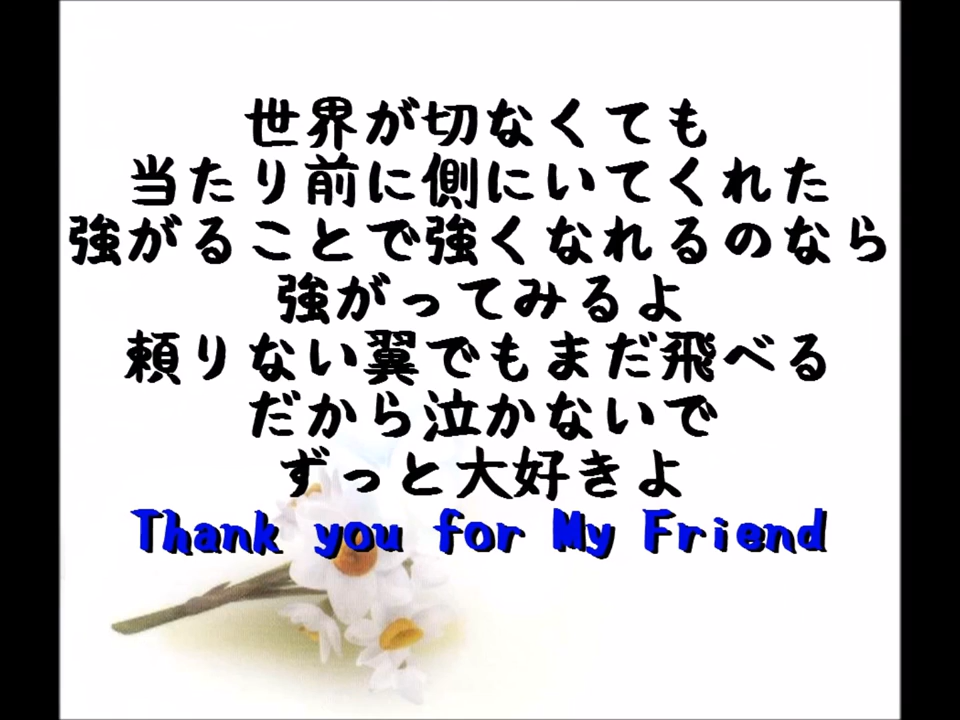 世界が切なくても
当たり前に側にいてくれた
強がることで強くなれるのなら
強がってみるよ
頼りない翼でもまだ飛べる
だから泣かないで
ずっと大好きよ
Thank you for My Friend